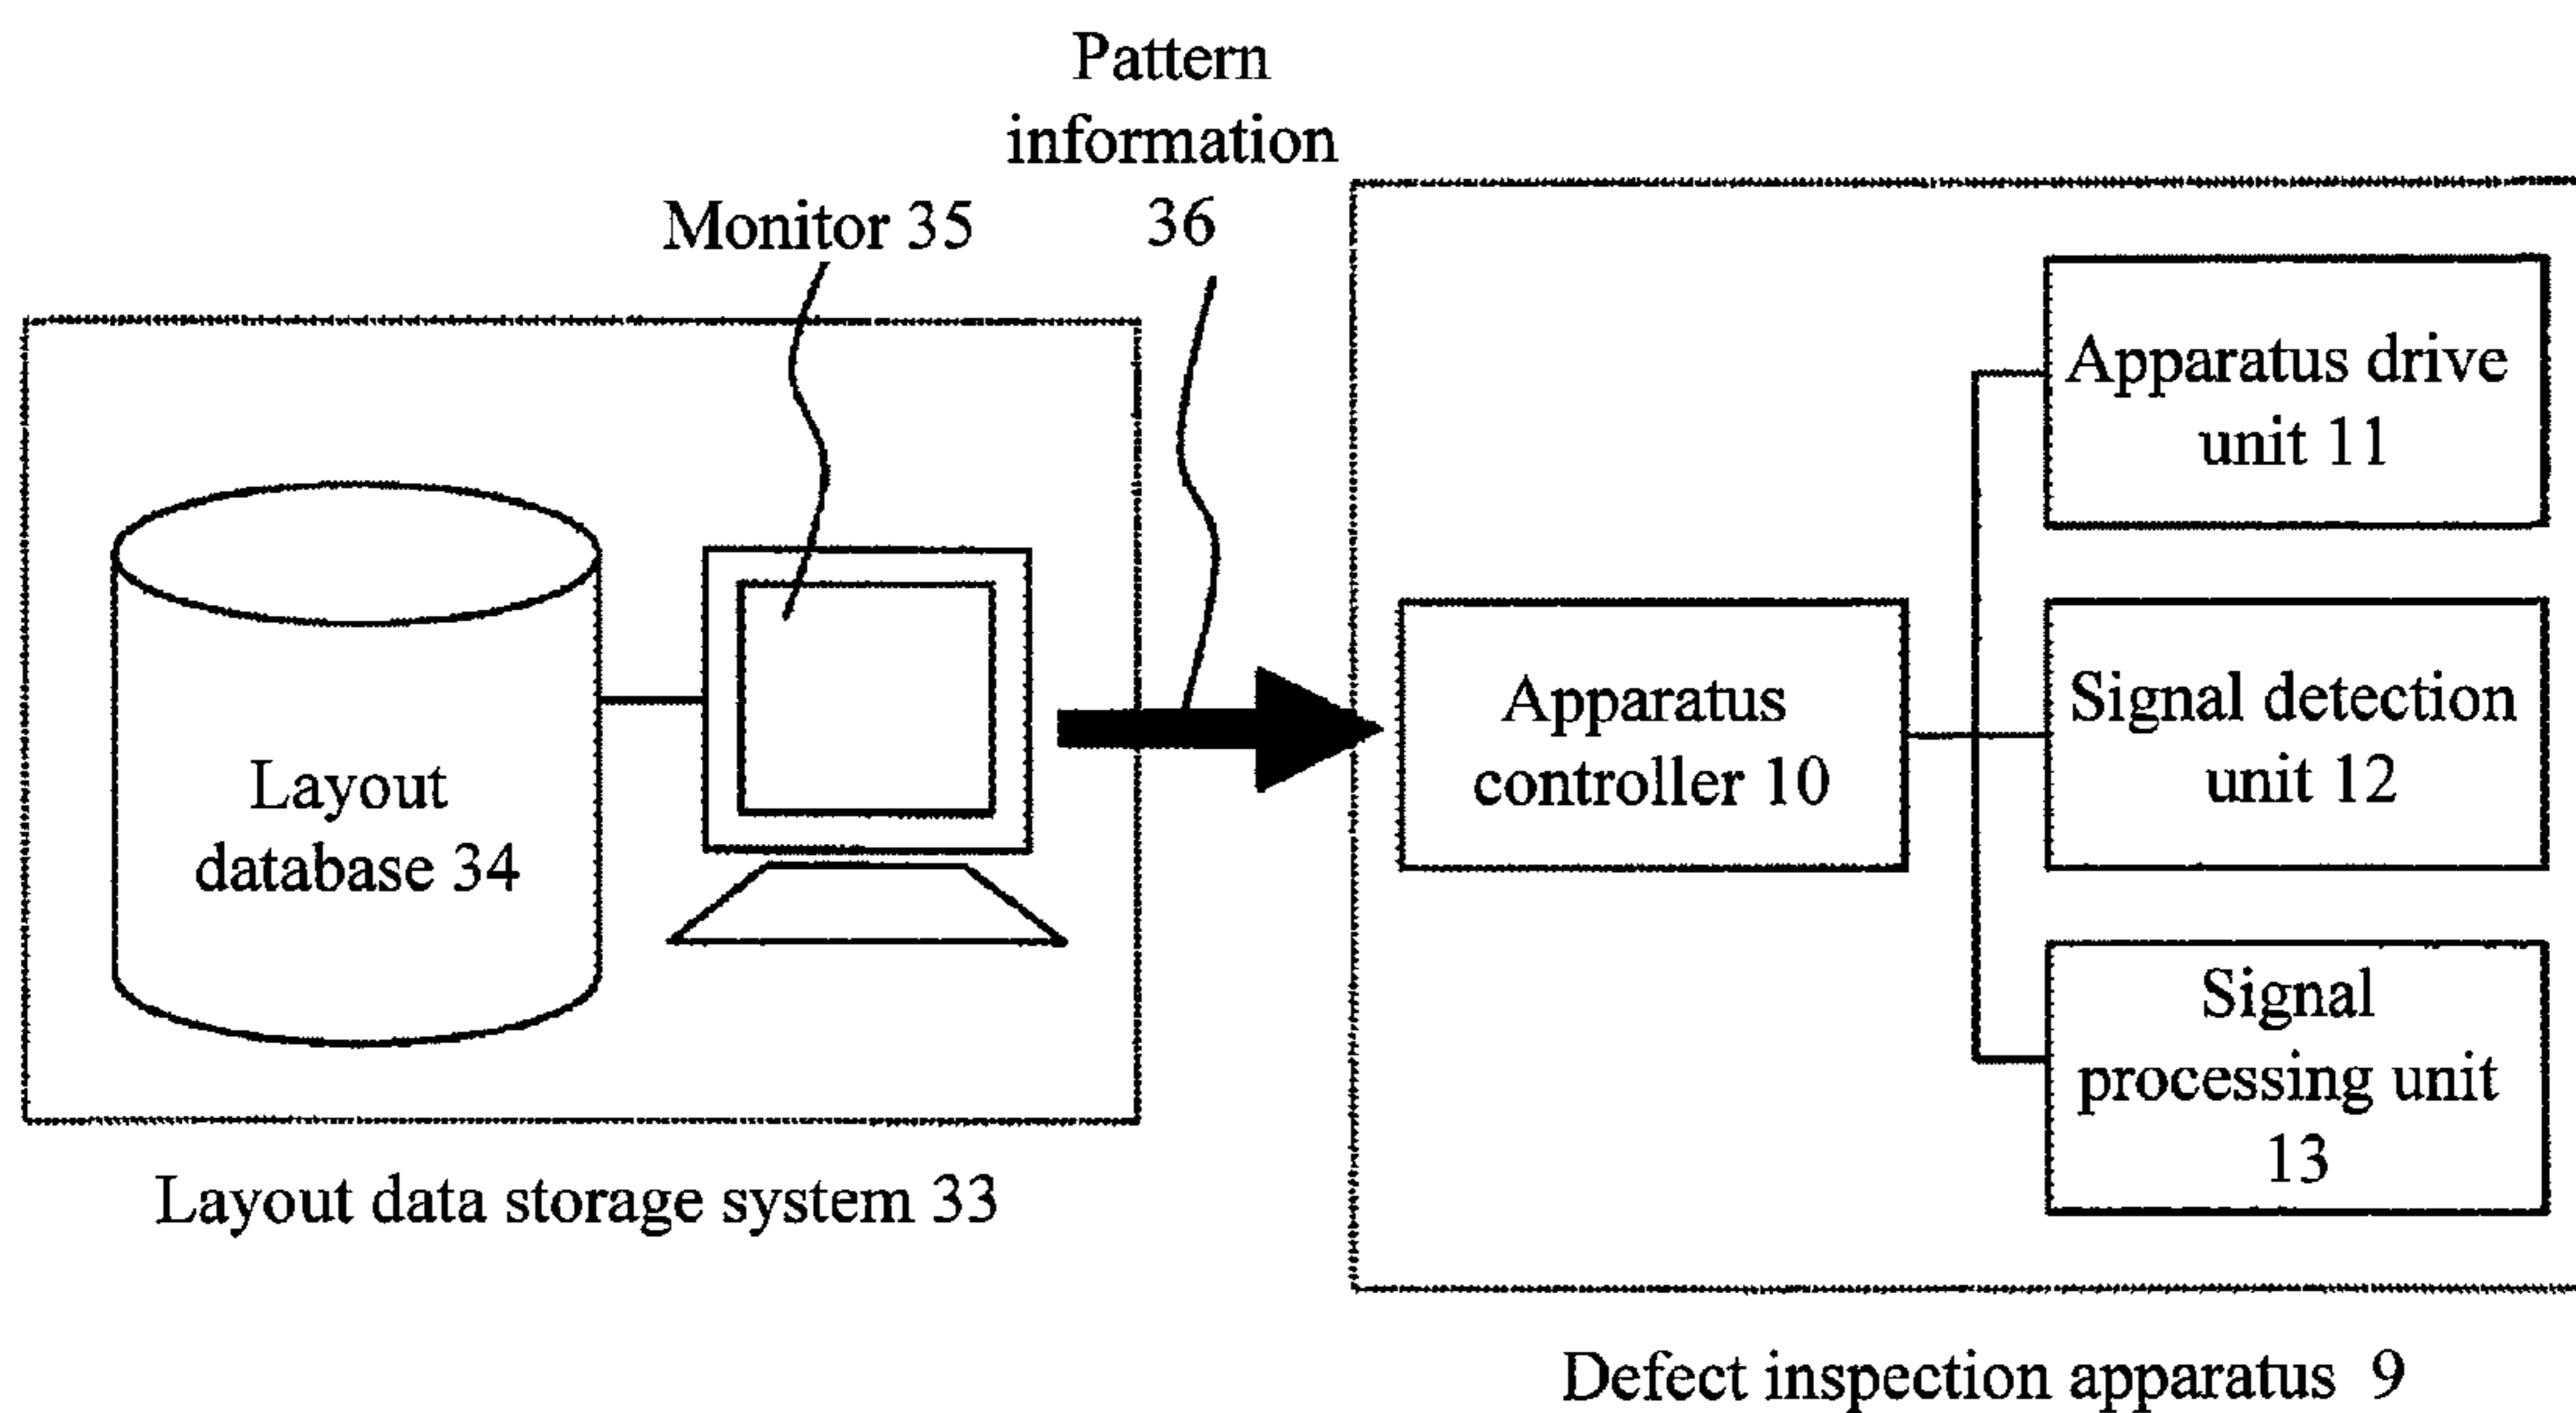 Pattern
information
36
Monitor 35
Layout
database 34
Layout data storage system 33
Apparatus
controller 10
Apparatus drive
unit 11
Signal detection
unit 12
Signal
processing unit
13
Defect inspection apparatus 9